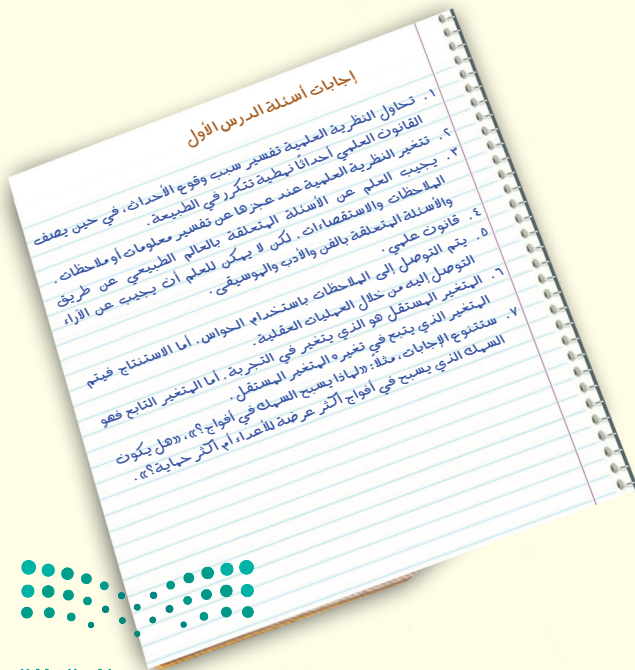 إجابات أسئلة الدرس الأول
١. تحاول النظرية العلمية تفسير سبب وقوع الأحداث، في حين يصف
القانون العلمي أحداثًا نمطية تتكرر في الطبيعة.
٢. تتغير النظرية العلمية عند عجزها عن تفسير معلومات أو ملاحظات.
٣. يجيب العلم عن الأسئلة المتعلقة بالعالم الطبيعي عن طريق
الملاحظات والاستقصاءات. لكن لا يمكن للعلم أن يجيب عن الآراء
والأسئلة المتعلقة بالفن والأدب والموسيقى.
٤. قانون علمي.
٥. يتم التوصل إلى الملاحظات باستخدام الحواس. أما الاستنتاج فيتم
التوصل إليه من خلال العمليات العقلية.
٦. المتغير المستقل هو الذي يتغير في التجربة. أما المتغير التابع فهو
المتغير الذي يتبع في تغيره المتغير المستقل.
٧. ستتنوع الإجابات، مثلًا: «لماذا يسبح السمك في أفواج؟»، «هل يكون
السمك الذي يسبح في أفواج أكثر عرضة للأعداء أم أكثر حماية؟».